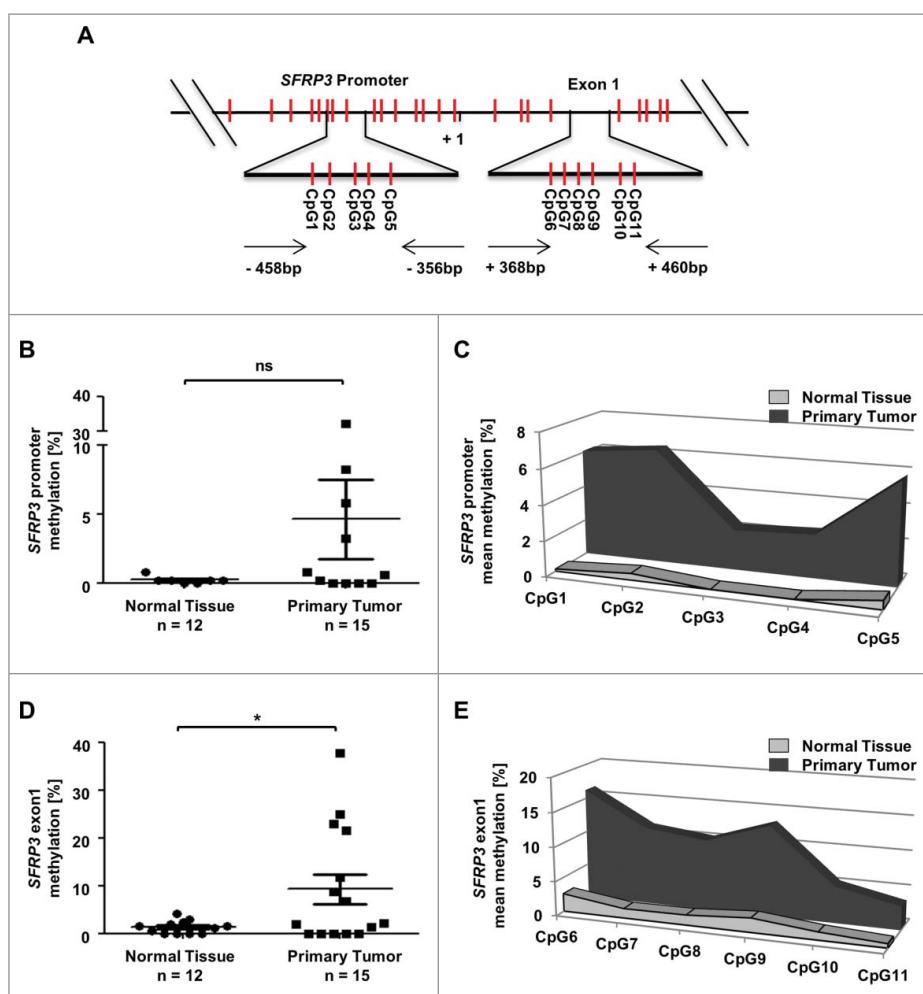 A
SFRP3 Promoter
Exon 1
+ 1
CpG1
CpG2
CpG3
CpG4
CpG5
CpG6
CpG7
CpG8
CpG9
CpG10
CpG11
- 458bp
- 356bp
+ 368bp
+ 460bp
B
ns
SFRP3 promoter
methylation [%]
40
30
10
5
0
Normal Tissue
n = 12
Primary Tumor
n = 15
C
Normal Tissue
Primary Tumor
SFRP3 promoter
mean methylation [%]
8
6
4
2
0
CpG1
CpG2
CpG3
CpG4
CpG5
D
*
SFRP3 exon1
methylation [%]
40
30
20
10
0
Normal Tissue
n = 12
Primary Tumor
n = 15
E
Normal Tissue
Primary Tumor
SFRP3 exon1
mean methylation [%]
20
15
10
5
0
CpG6
CpG7
CpG8
CpG9
CpG10
CpG11